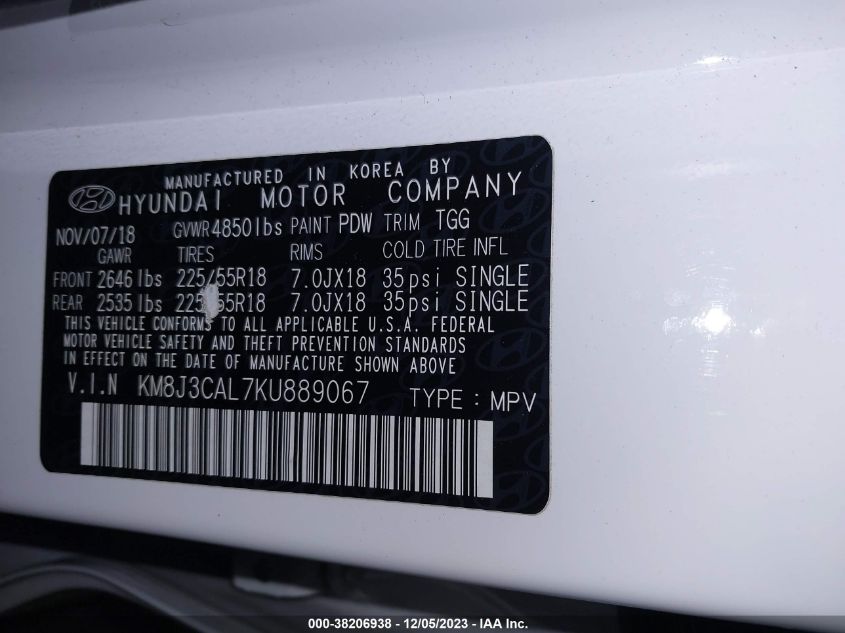 MANUFACTURED IN KOREA BY
HYUNDAI MOTOR COMPANY
NOV/07/18 GVWR 4850lbs PAINT PDW TRIM TGG
GAWR TIRES RIMS COLD TIRE INFL
FRONT 2646 lbs 225/55R18 7.0JX18 35psi SINGLE
REAR 2535 lbs 225/55R18 7.0JX18 35psi SINGLE
THIS VEHICLE CONFORMS TO ALL APPLICABLE U.S.A. FEDERAL
MOTOR VEHICLE SAFETY AND THEFT PREVENTION STANDARDS
IN EFFECT ON THE DATE OF MANUFACTURE SHOWN ABOVE
V.I.N KM8J3CAL7KU889067 TYPE : MPV
000-38206938 - 12/05/2023 - IAA Inc.